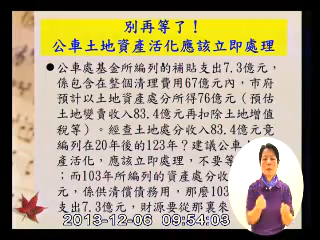 別再等了！
公車土地資產活化應該立即處理
●公車處基金所編列的補貼支出7.3億元，
係包含在整個清理費用67億元內，市府
預計以土地資產處分所得76億元（預估
土地變賣收入83.4億元再扣除土地增值
稅等）。經查土地處分收入83.4億元竟
編列在20年後的123年？建議公車土
產活化，應該立即處理，不要等
；而103年所編列的資產處分收
元，係供清償債務用，那麼103
支出7.3億元，財源要從那裏來
2013-12-06 09:54:03